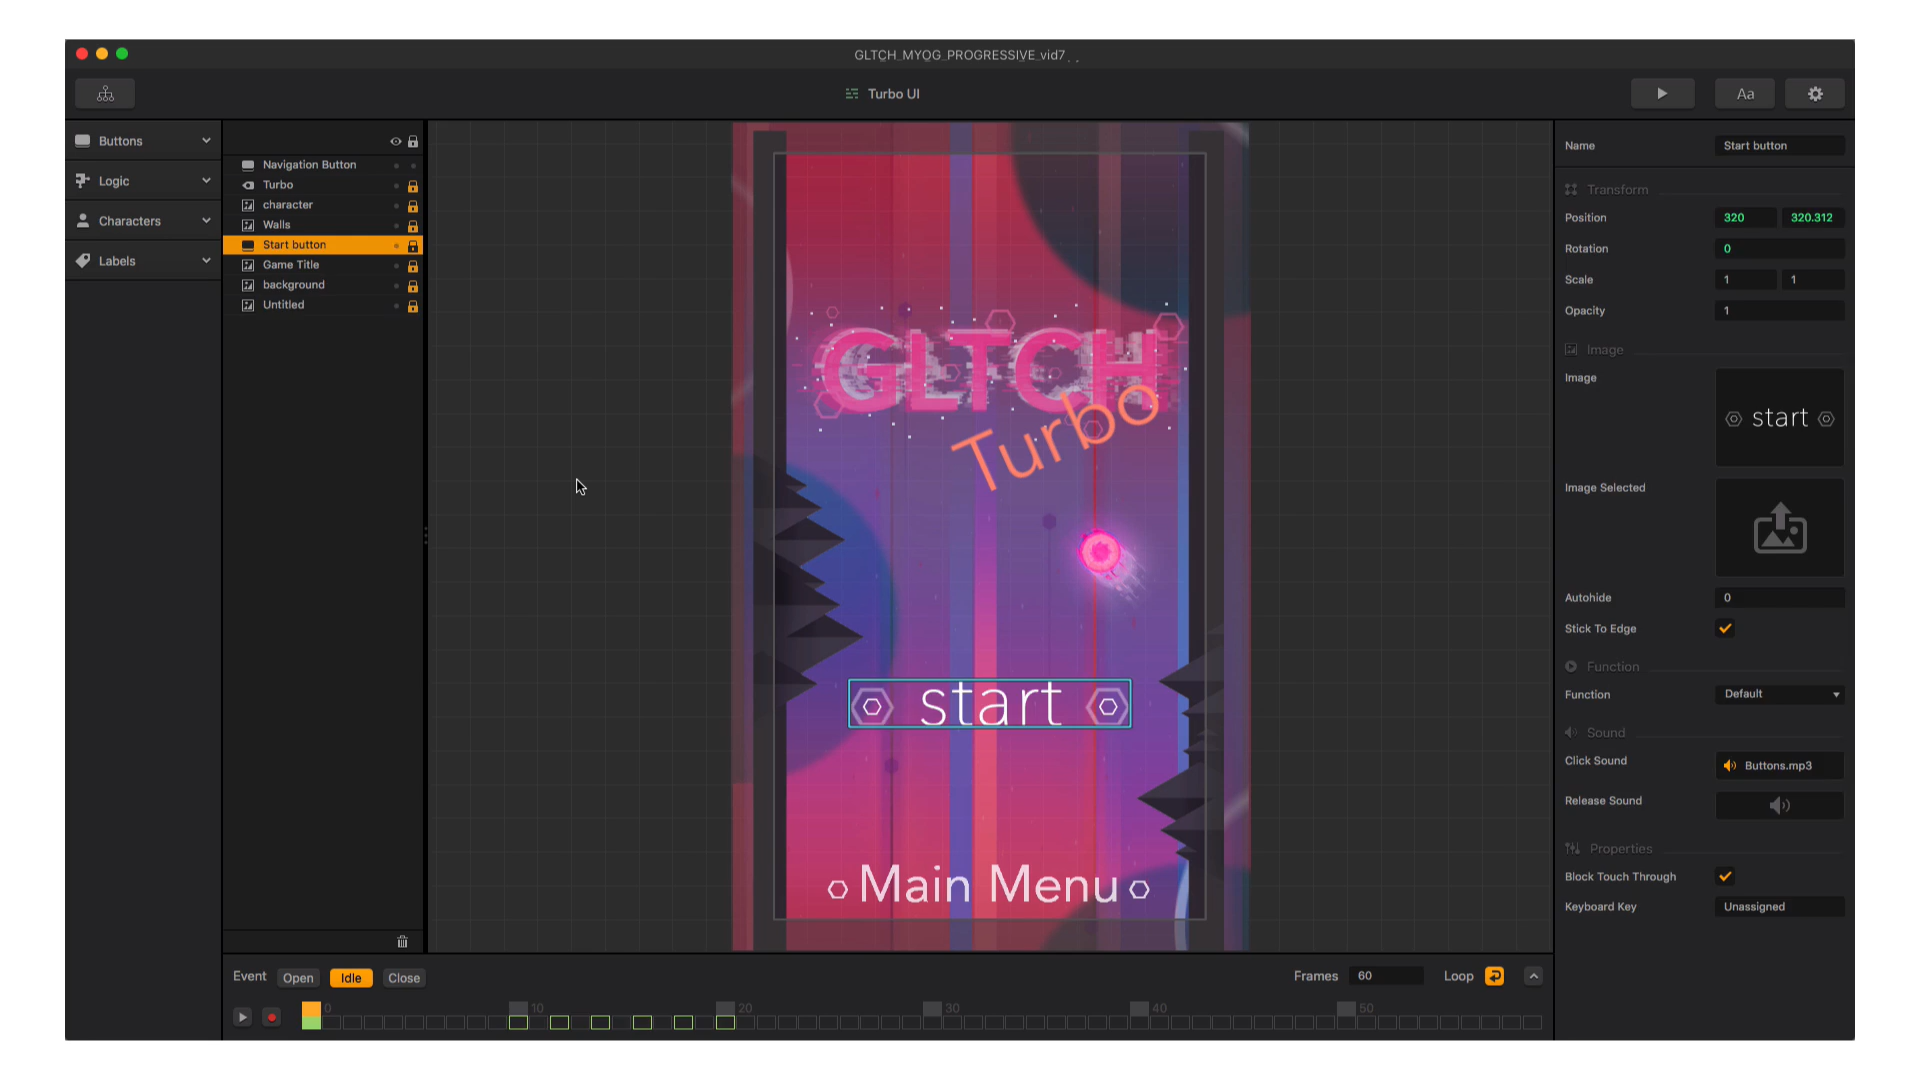 GLTCH_MYOG_PROGRESSIVE_vid7
Turbo UI
Aa
Buttons
Logic
Characters
Labels
Navigation Button
Turbo
character
Walls
Start button
Game Title
background
Untitled
GLTCH
Turbo
start
Main Menu
Name
Start button
Transform
Position
320
320.312
Rotation
0
Scale
1
1
Opacity
1
Image
Image
start
Image Selected
Autohide
0
Stick To Edge
Function
Function
Default
Sound
Click Sound
Buttons.mp3
Release Sound
Properties
Block Touch Through
Keyboard Key
Unassigned
Event
Open
Idle
Close
Frames
60
Loop
0
10
20
30
40
50